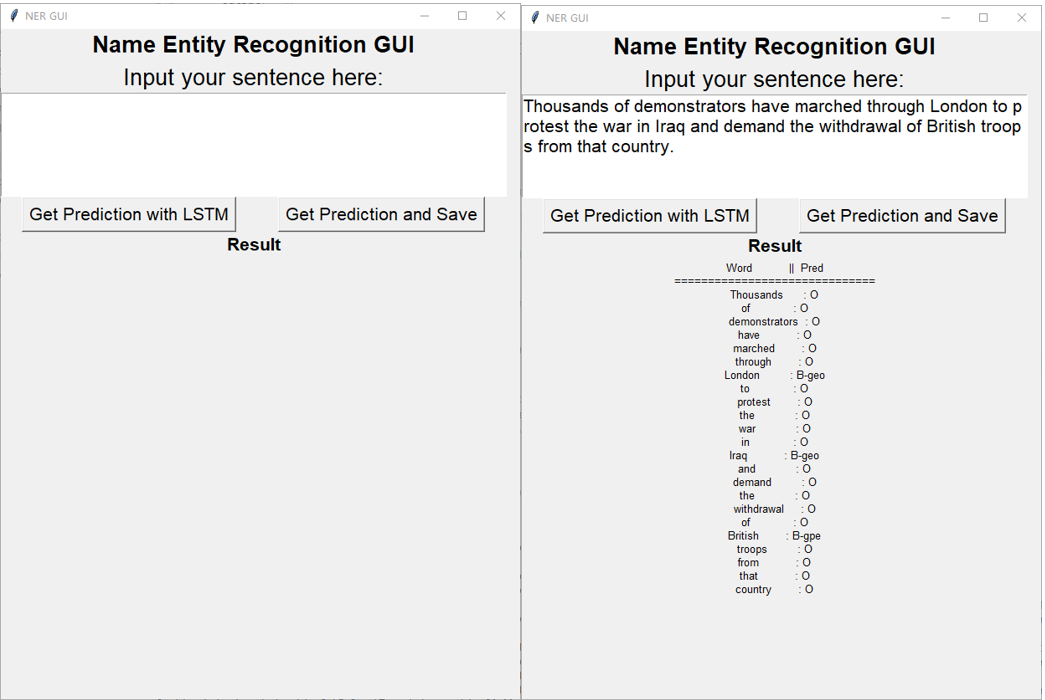 NER GUI
Name Entity Recognition GUI
Input your sentence here:
Get Prediction with LSTM
Get Prediction and Save
Result
NER GUI
Name Entity Recognition GUI
Input your sentence here:
Thousands of demonstrators have marched through London to p
rotest the war in Iraq and demand the withdrawal of British troop
s from that country.
Get Prediction with LSTM
Get Prediction and Save
Result
Word || Pred
==============================
Thousands : O
of : O
demonstrators : O
have : O
marched : O
through : O
London : B-geo
to : O
protest : O
the : O
war : O
in : O
Iraq : B-geo
and : O
demand : O
the : O
withdrawal : O
of : O
British : B-gpe
troops : O
from : O
that : O
country : O